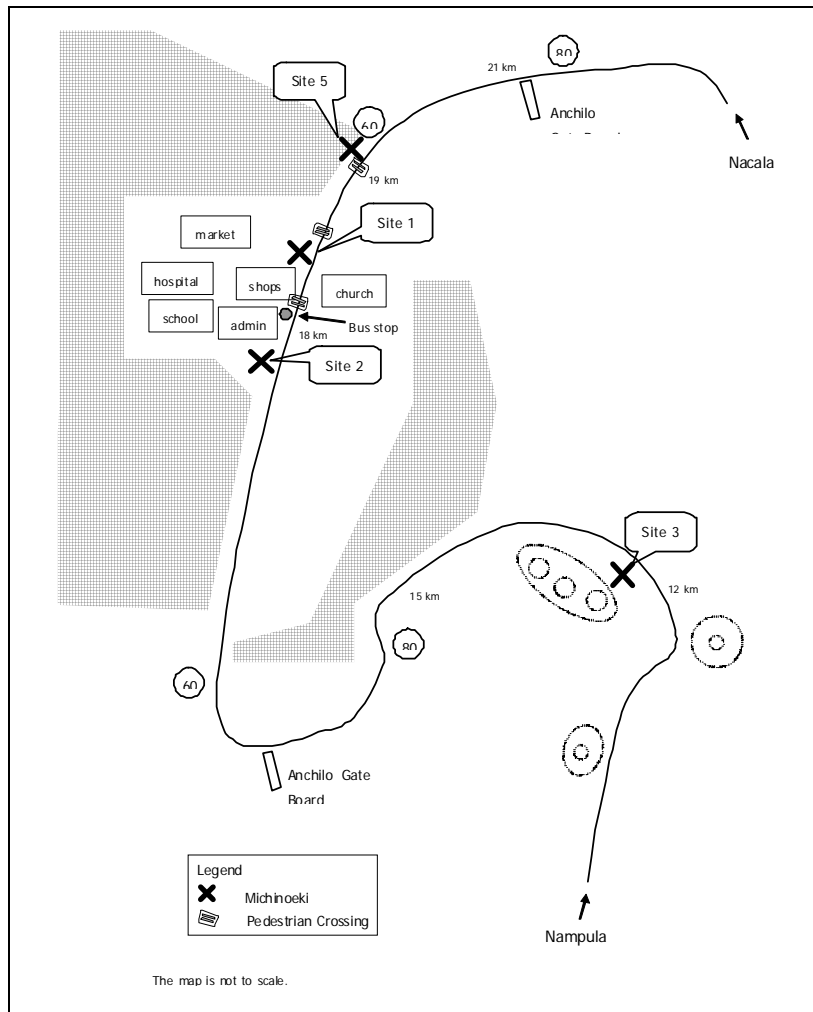 80
21 km
Site 5
Anchilo
60
Nacala
19 km
Site 1
market
hospital
shops
church
school
admin
Bus stop
18 km
Site 2
Site 3
15 km
12 km
80
60
Anchilo Gate
Board
Legend
Michinoeki
Pedestrian Crossing
Nampula
The map is not to scale.